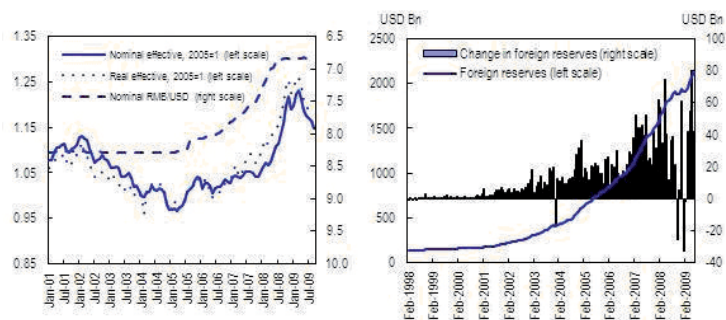 USD Bn
USD Bn
1.35
6.5
Nominal effective, 2005=1 (left scale)
Real effective, 2005=1 (left scale)
Nominal RMB/USD (right scale)
1.25
7.0
7.5
1.15
8.0
8.5
1.05
9.0
0.95
9.5
0.85
10.0
Jan-01
Jul-01
Jan-02
Jul-02
Jan-03
Jul-03
Jan-04
Jul-04
Jan-05
Jul-05
Jan-06
Jul-06
Jan-07
Jul-07
Jan-08
Jul-08
Jan-09
Jul-09
2500
100
Change in foreign reserves (right scale)
Foreign reserves (left scale)
2000
80
60
1500
40
1000
20
0
500
-20
0
-40
Feb-1998
Feb-1999
Feb-2000
Feb-2001
Feb-2002
Feb-2003
Feb-2004
Feb-2005
Feb-2006
Feb-2007
Feb-2008
Feb-2009